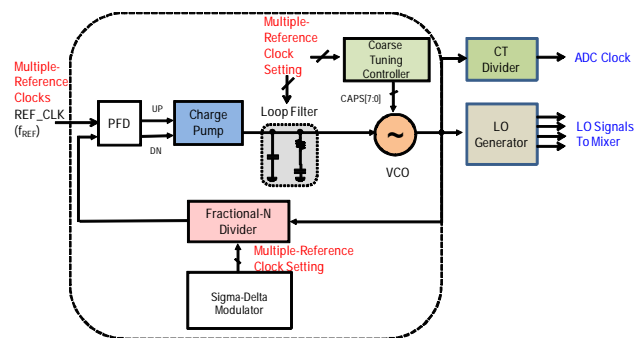 Multiple-
Reference
Clock
Setting
Coarse
Tuning
Controller
CT
Divider
ADC Clock
Multiple-
Reference
Clocks
REF_CLK
(fREF)
PFD
UP
DN
Charge
Pump
Loop Filter
CAPS[7:0]
~
VCO
LO
Generator
LO Signals
To Mixer
Fractional-N
Divider
Multiple-Reference
Clock Setting
Sigma-Delta
Modulator